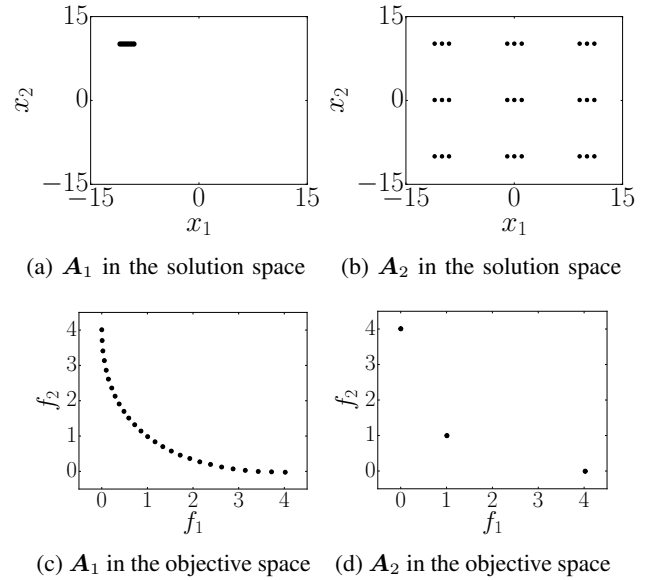 15
x₂
0
−15
−15 0 15
x₁
15
x₂
0
−15
−15 0 15
x₁
(a) A₁ in the solution space
(b) A₂ in the solution space
4
3
f₂
2
1
0
0 1 2 3 4
f₁
4
3
f₂
2
1
0
0 1 2 3 4
f₁
(c) A₁ in the objective space
(d) A₂ in the objective space